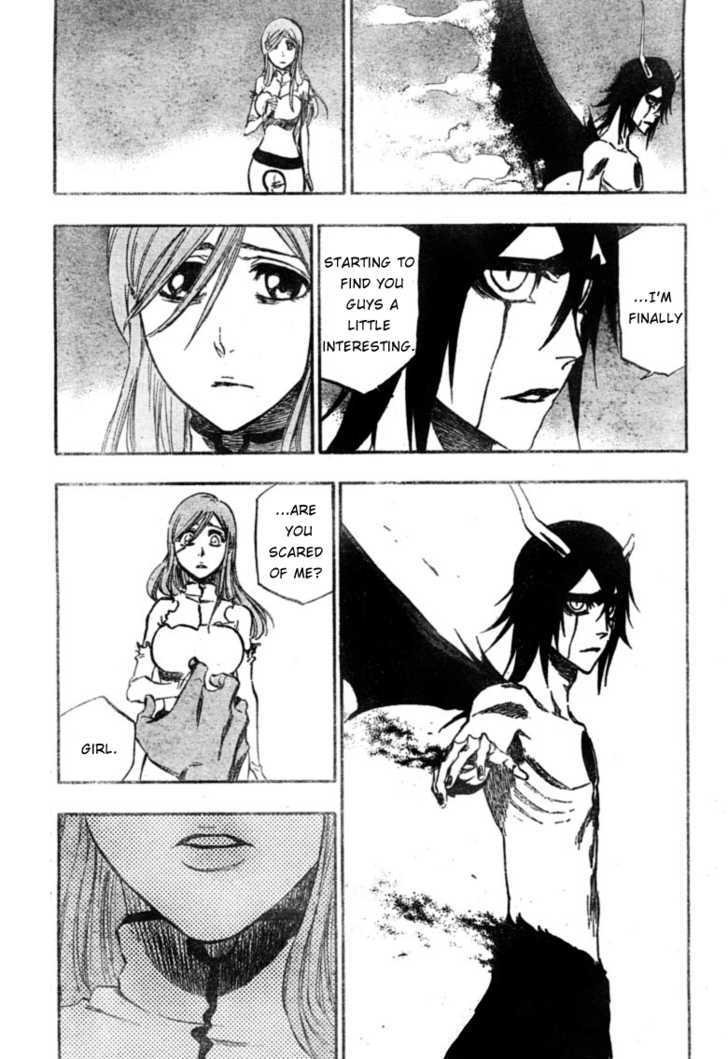 ...I'M
FINALLY
STARTING TO
FIND YOU
GUYS A
LITTLE
INTERESTING.
...ARE
YOU
SCARED
OF ME?
GIRL.